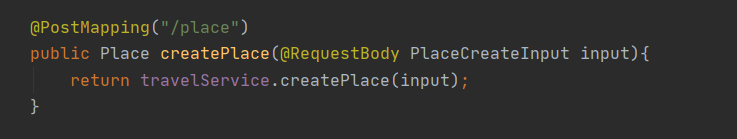 @PostMapping("/place")
public Place createPlace(@RequestBody PlaceCreateInput input){
    return travelService.createPlace(input);
}